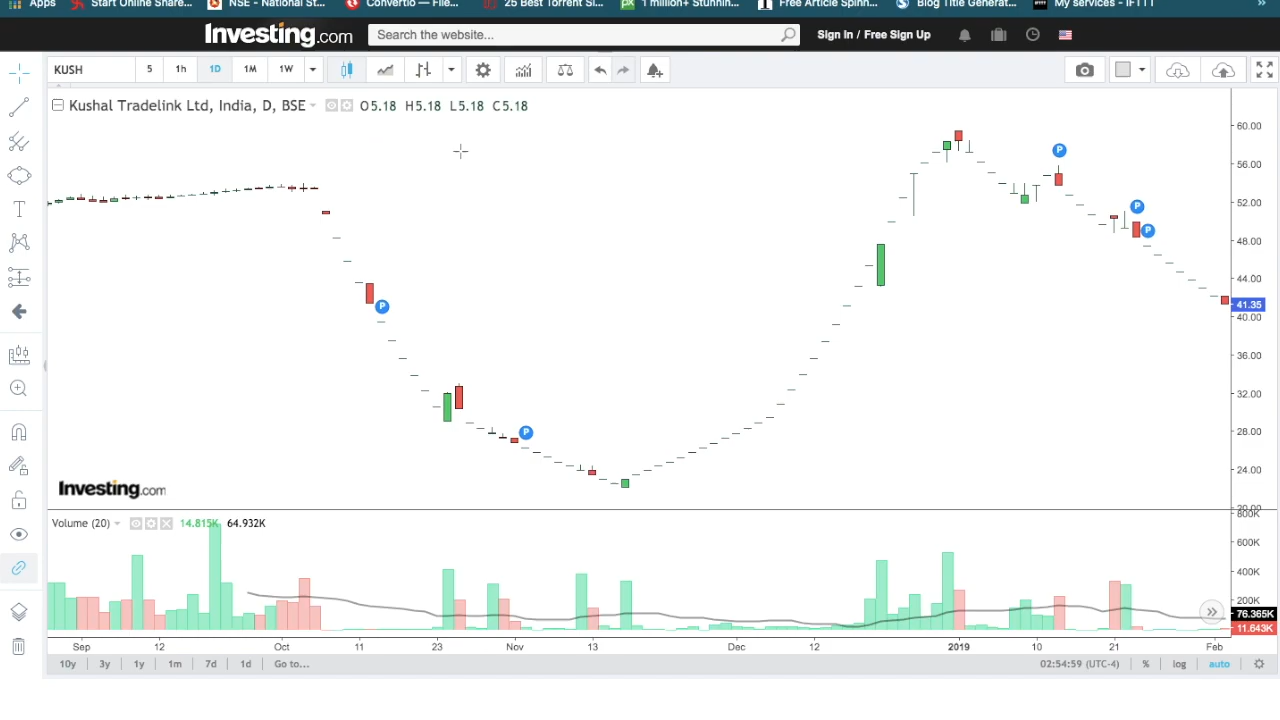 Apps Start Online Share... NSE - National St... Convertio — File... 25 Best Torrent Si... 1 million+ Stunnin... Free Article Spinn... Blog Title Generat... My services - IFTTT »
Investing.com Search the website... Sign In / Free Sign Up
KUSH 5 1h 1D 1M 1W
Kushal Tradelink Ltd, India, D, BSE O5.18 H5.18 L5.18 C5.18
60.00
P
56.00
52.00
P
P
48.00
44.00
P
41.35
40.00
36.00
32.00
P
28.00
24.00
Investing.com
20.00
800K
Volume (20) 14.815K 64.932K
600K
400K
200K
»
76.365K
11.643K
Sep 12 Oct 11 23 Nov 13 Dec 12 2019 10 21 Feb
10y 3y 1y 1m 7d 1d Go to... 02:54:59 (UTC-4) % log auto